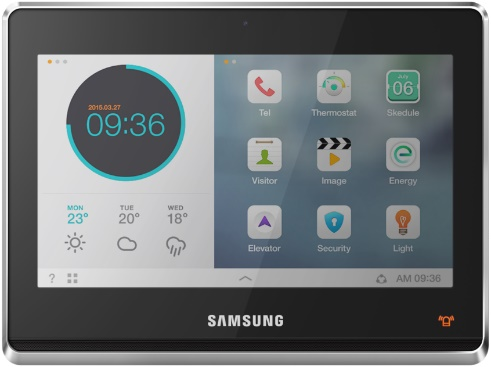 2015.03.27
09:36
MON TUE WED
23° 20° 18°
Tel Thermostat Skedule
06
Visitor Image Energy
Elevator Security Light
? AM 09:36
SAMSUNG